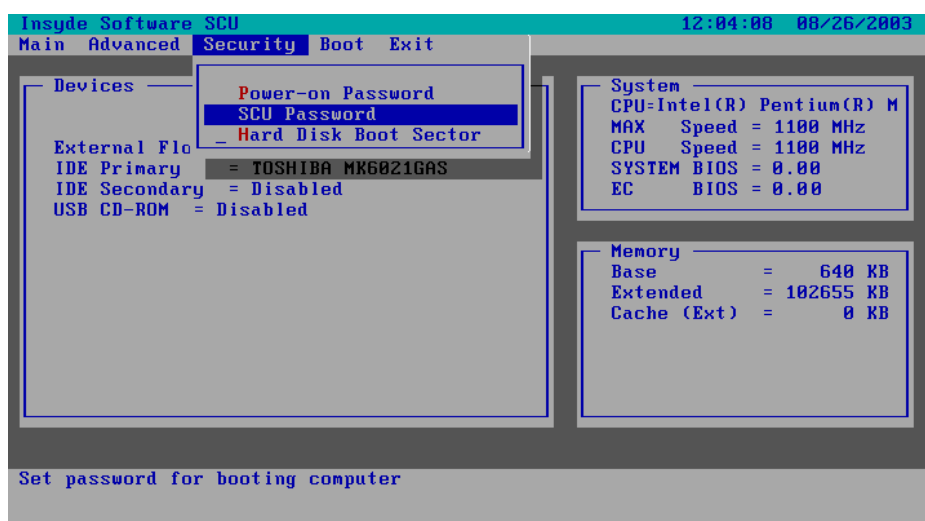 Insyde Software SCU 12:04:08 08/26/2003
Main Advanced Security Boot Exit
Power-on Password
SCU Password
_ Hard Disk Boot Sector
Devices
External Flo
IDE Primary = TOSHIBA MK6021GAS
IDE Secondary = Disabled
USB CD-ROM = Disabled
System
CPU=Intel(R) Pentium(R) M
MAX Speed = 1100 MHz
CPU Speed = 1100 MHz
SYSTEM BIOS = 0.00
EC BIOS = 0.00
Memory
Base = 640 KB
Extended = 102655 KB
Cache (Ext) = 0 KB
Set password for booting computer